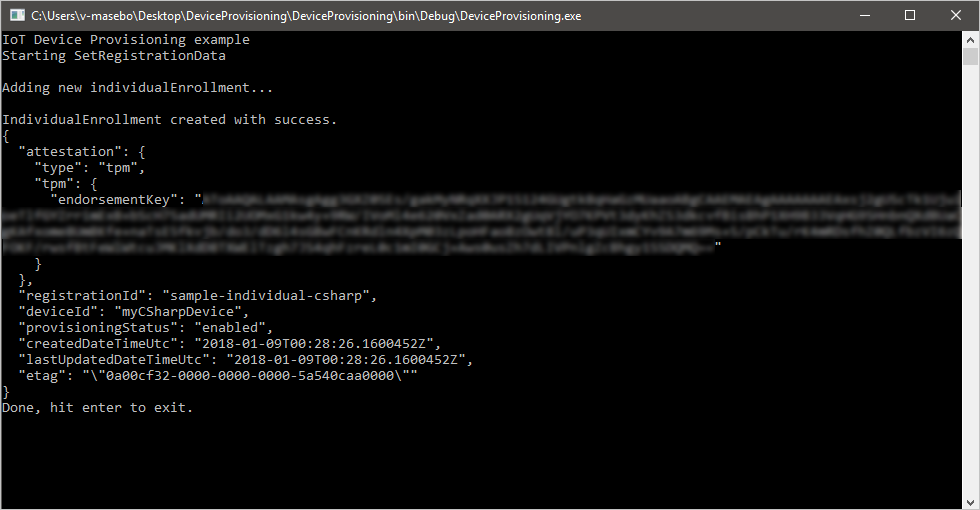 C:\Users\v-masebo\Desktop\DeviceProvisioning\DeviceProvisioning\bin\Debug\DeviceProvisioning.exe
IoT Device Provisioning example
Starting SetRegistrationData
Adding new individualEnrollment...
IndividualEnrollment created with success.
{
"attestation": {
"type": "tpm",
"tpm": {
"endorsementKey": "
"
}
},
"registrationId": "sample-individual-csharp",
"deviceId": "myCSharpDevice",
"provisioningStatus": "enabled",
"createdDateTimeUtc": "2018-01-09T00:28:26.1600452Z",
"lastUpdatedDateTimeUtc": "2018-01-09T00:28:26.1600452Z",
"etag": "\"0a00cf32-0000-0000-0000-5a540caa0000\""
}
Done, hit enter to exit.